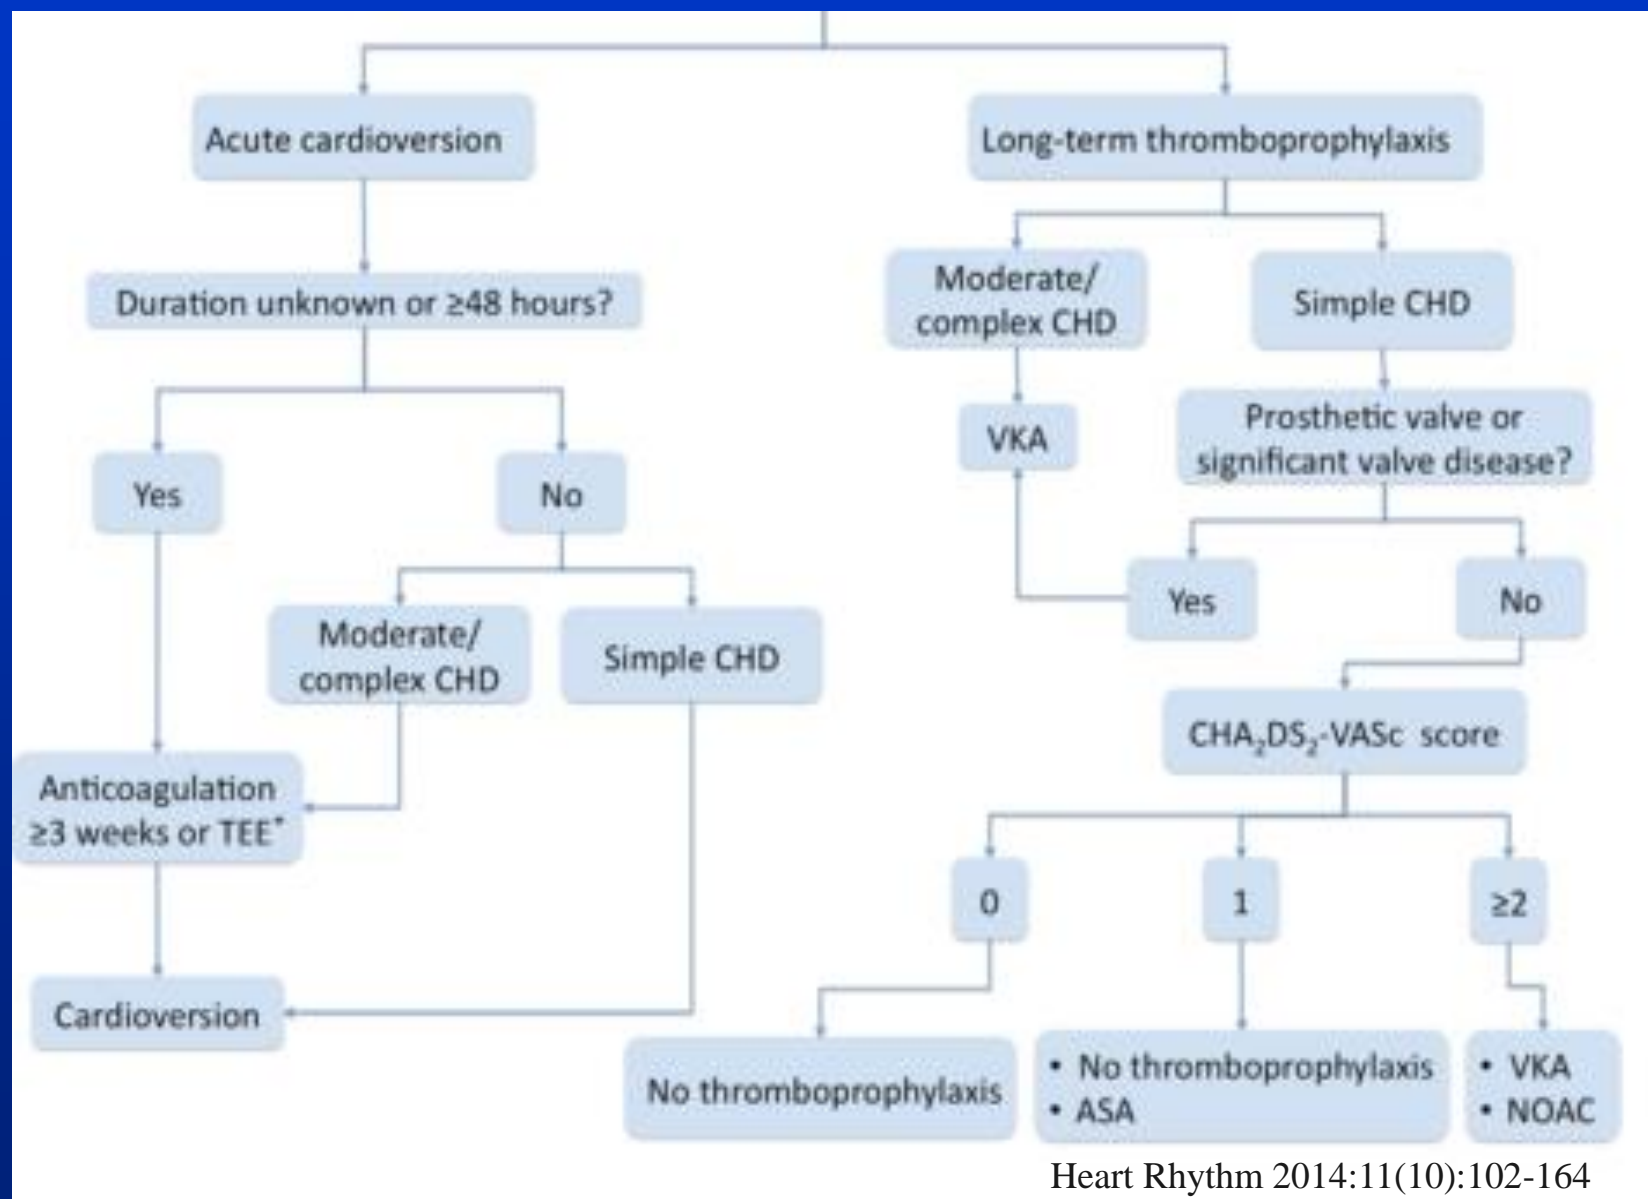 Acute cardioversion
Long-term thromboprophylaxis
Duration unknown or ≥48 hours?
Yes
No
Moderate/
complex CHD
Simple CHD
Anticoagulation
≥3 weeks or TEE*
Cardioversion
Moderate/
complex CHD
Simple CHD
VKA
Prosthetic valve or
significant valve disease?
Yes
No
CHA₂DS₂-VASc score
0
1
≥2
No thromboprophylaxis
• No thromboprophylaxis
• ASA
• VKA
• NOAC
Heart Rhythm 2014:11(10):102-164